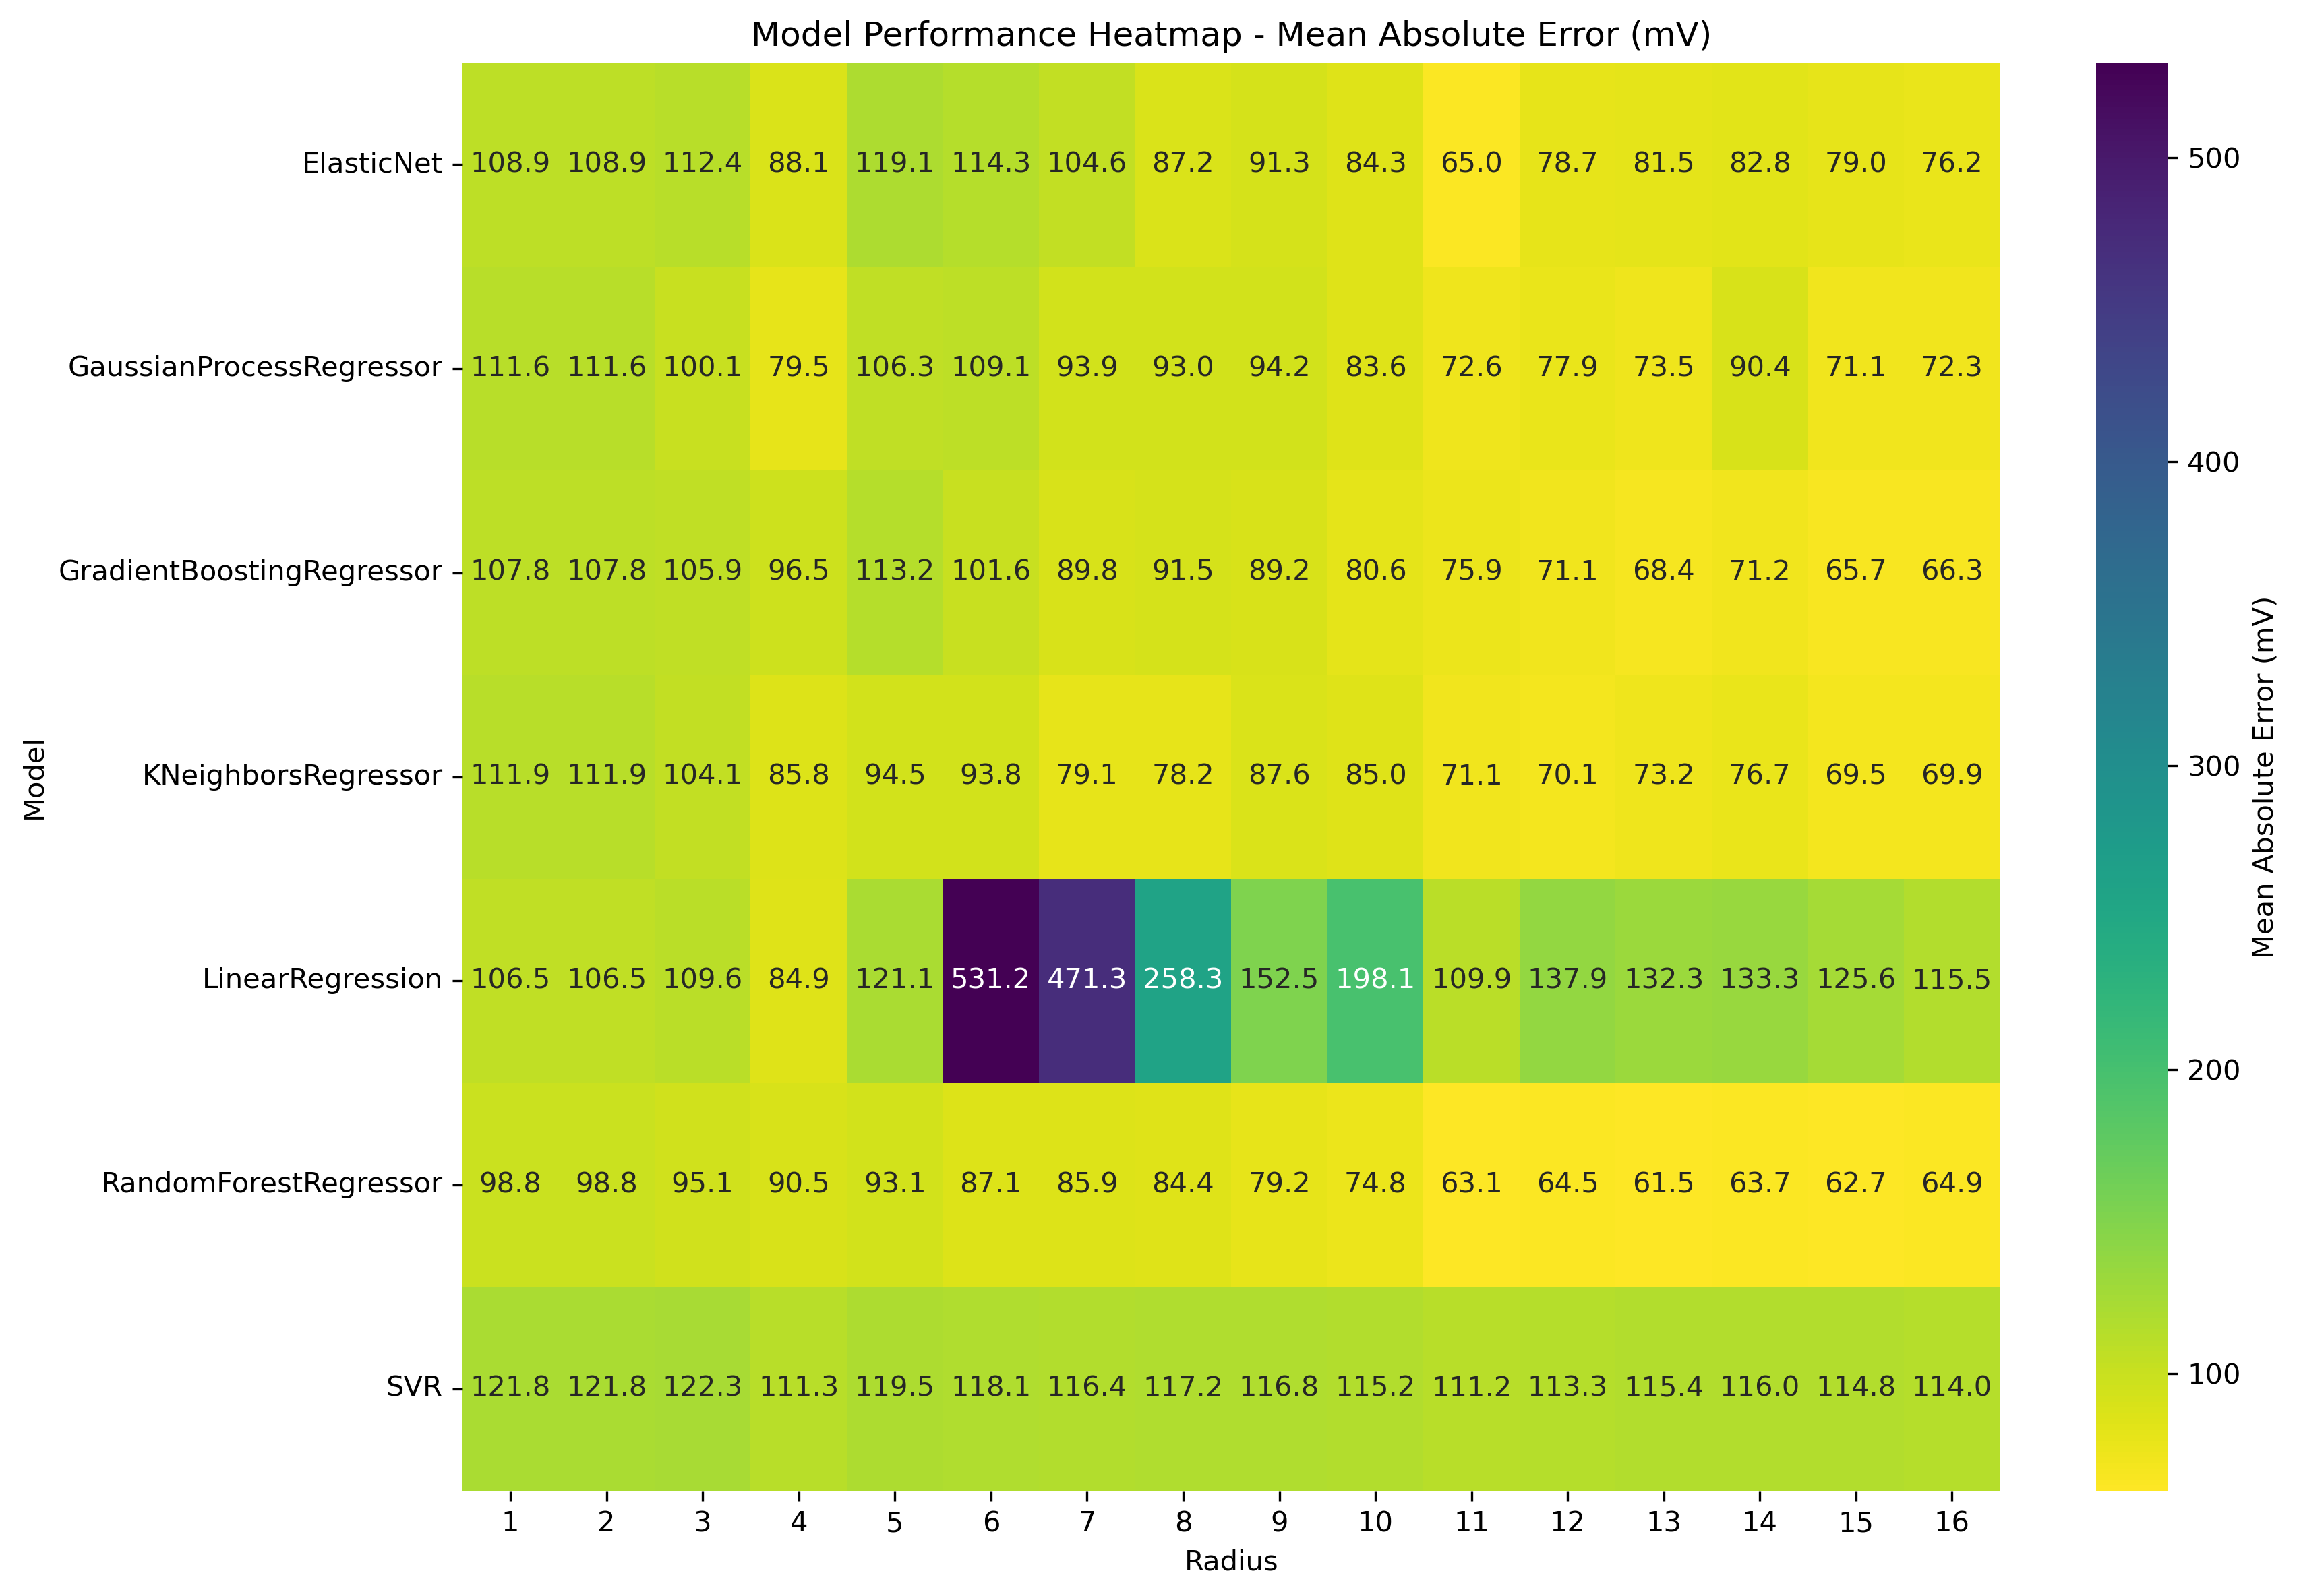 Model Performance Heatmap - Mean Absolute Error (mV)
ElasticNet 108.9 108.9 112.4 88.1 119.1 114.3 104.6 87.2 91.3 84.3 65.0 78.7 81.5 82.8 79.0 76.2
GaussianProcessRegressor 111.6 111.6 100.1 79.5 106.3 109.1 93.9 93.0 94.2 83.6 72.6 77.9 73.5 90.4 71.1 72.3
GradientBoostingRegressor 107.8 107.8 105.9 96.5 113.2 101.6 89.8 91.5 89.2 80.6 75.9 71.1 68.4 71.2 65.7 66.3
KNeighborsRegressor 111.9 111.9 104.1 85.8 94.5 93.8 79.1 78.2 87.6 85.0 71.1 70.1 73.2 76.7 69.5 69.9
LinearRegression 106.5 106.5 109.6 84.9 121.1 531.2 471.3 258.3 152.5 198.1 109.9 137.9 132.3 133.3 125.6 115.5
RandomForestRegressor 98.8 98.8 95.1 90.5 93.1 87.1 85.9 84.4 79.2 74.8 63.1 64.5 61.5 63.7 62.7 64.9
SVR 121.8 121.8 122.3 111.3 119.5 118.1 116.4 117.2 116.8 115.2 111.2 113.3 115.4 116.0 114.8 114.0
1 2 3 4 5 6 7 8 9 10 11 12 13 14 15 16
Radius
Model
500
400
300
200
100
Mean Absolute Error (mV)